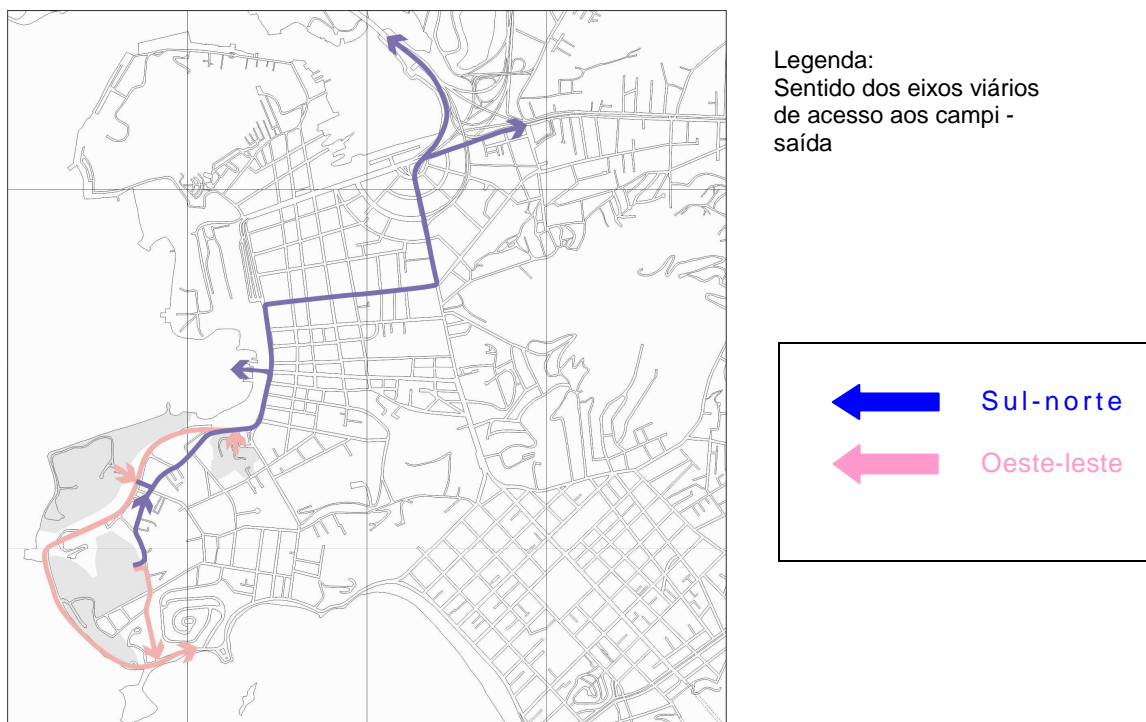 Legenda:
Sentido dos eixos viários
de acesso aos campi -
saída
Sul-norte
Oeste-leste